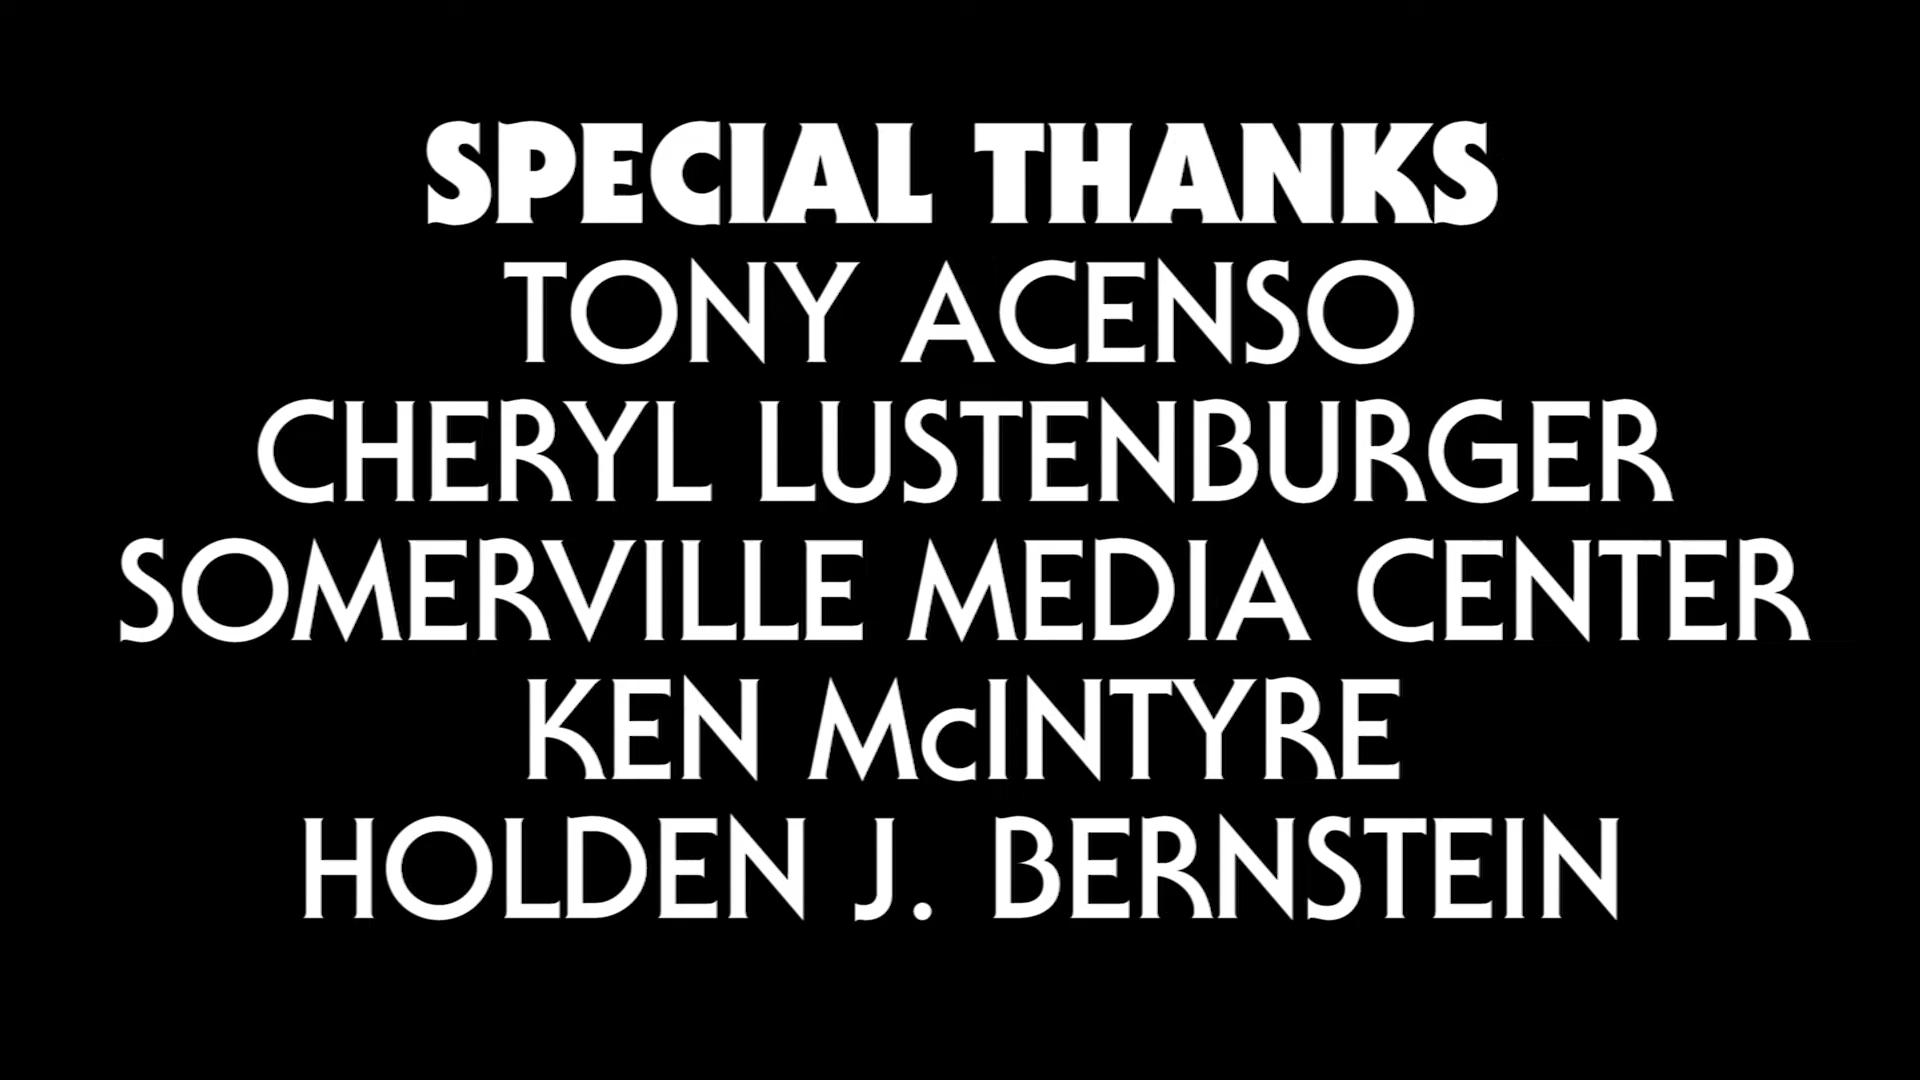 SPECIAL THANKS
TONY ACENSO
CHERYL LUSTENBURGER
SOMERVILLE MEDIA CENTER
KEN McINTYRE
HOLDEN J. BERNSTEIN